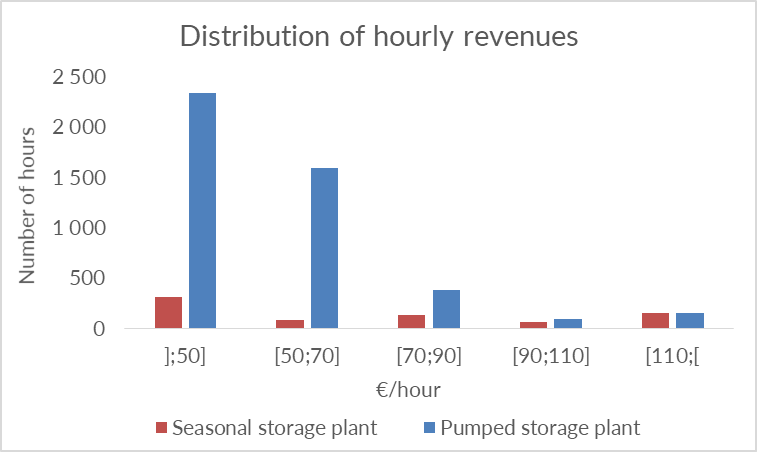 Distribution of hourly revenues
2 500
2 000
1 500
1 000
500
0
Number of hours
];50]
[50;70]
[70;90]
[90;110]
[110;[
€/hour
Seasonal storage plant
Pumped storage plant